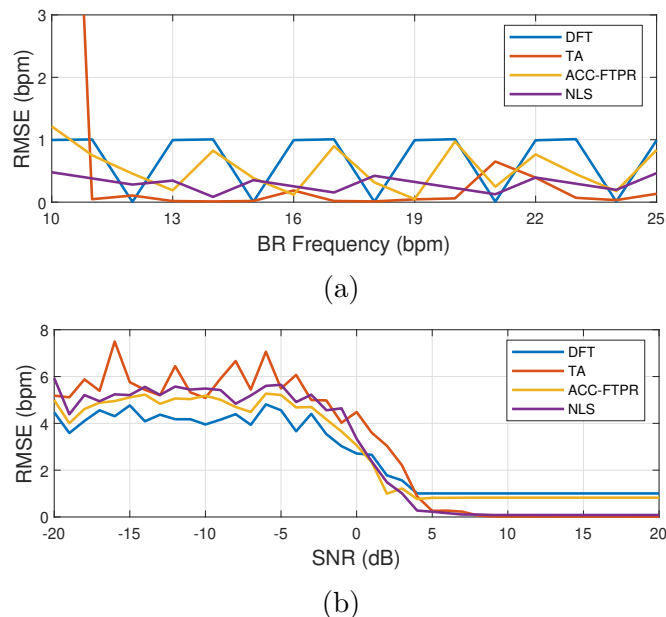 3
2
1
0
RMSE (bpm)
DFT
TA
ACC-FTPR
NLS
10 13 16 19 22 25
BR Frequency (bpm)
(a)
8
6
4
2
0
RMSE (bpm)
DFT
TA
ACC-FTPR
NLS
-20 -15 -10 -5 0 5 10 15 20
SNR (dB)
(b)